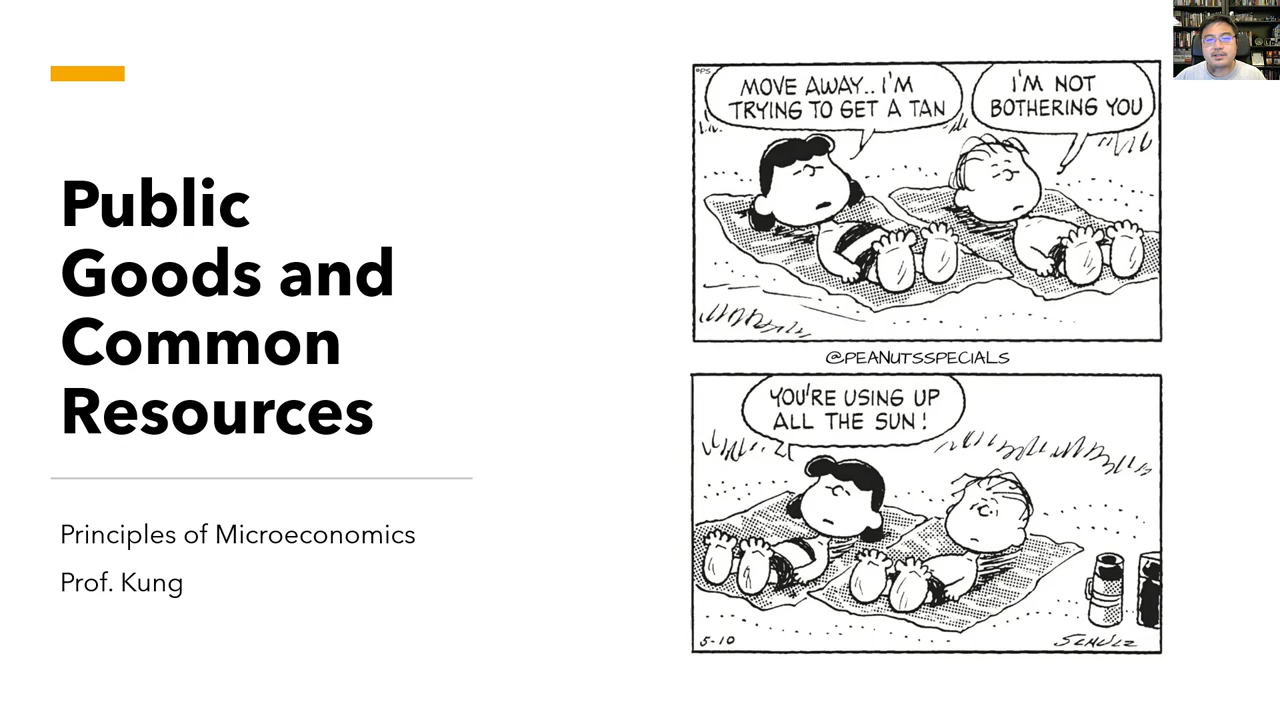 Public
Goods and
Common
Resources
Principles of Microeconomics
Prof. Kung
©PS
MOVE AWAY.. I'M
TRYING TO GET A TAN
I'M NOT
BOTHERING YOU
@PEANUTSSPECIALS
YOU'RE USING UP
ALL THE SUN!
5-10
SCHULZ